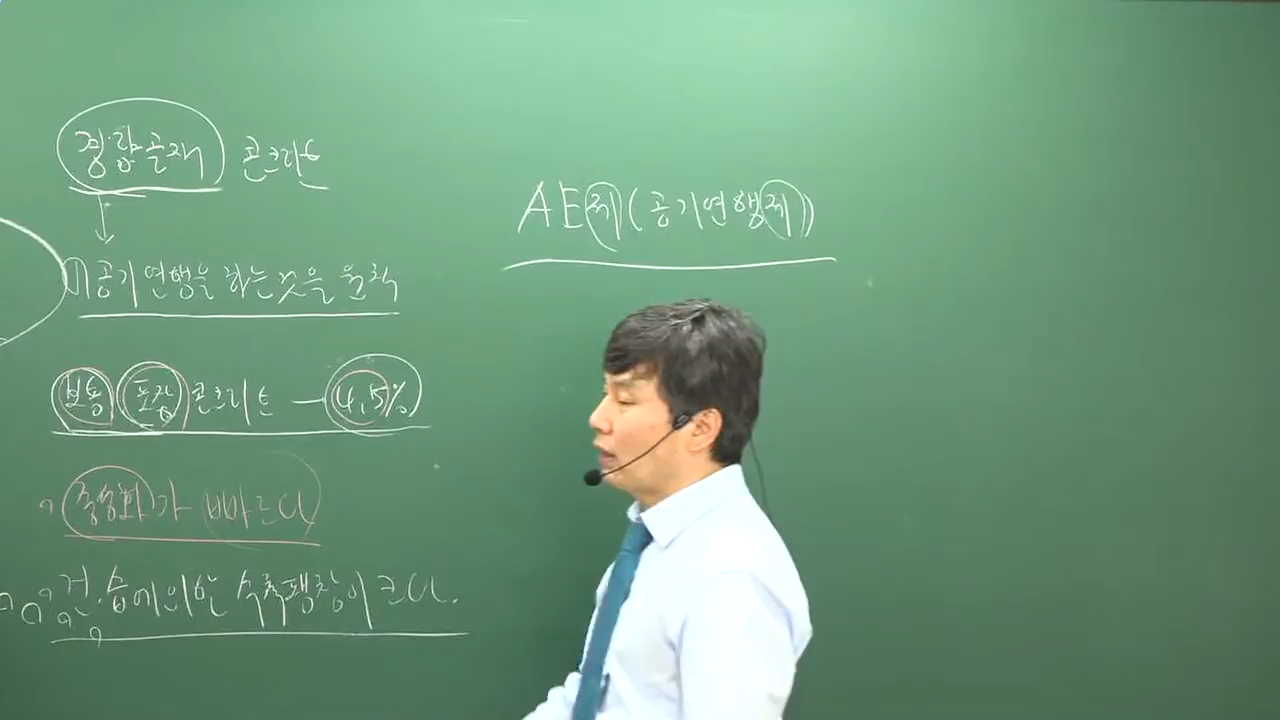 경량골재 콘크리트
공기연행을 하는것을 원칙
보통 포장 콘크리트 - 4.5%
중성화가 빠르다
건.습에의한 수축팽창이크다.
AE제(공기연행제)